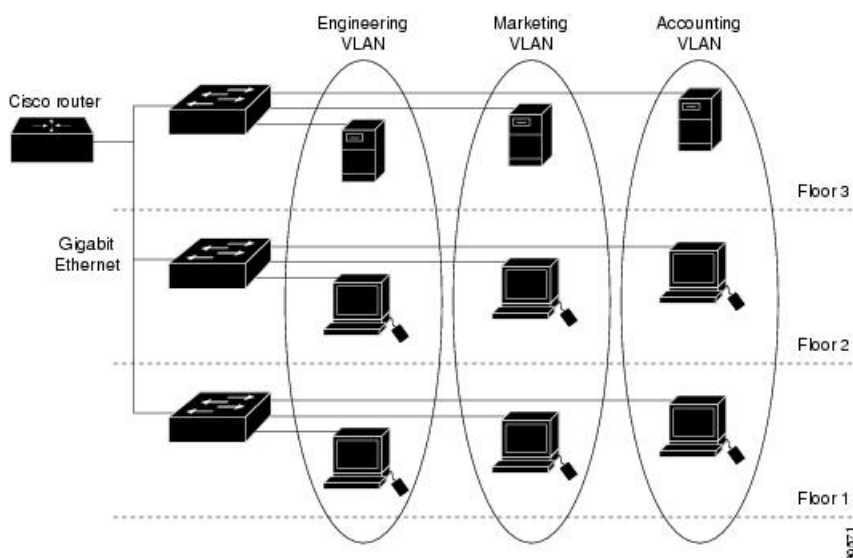 Engineering
VLAN
Marketing
VLAN
Accounting
VLAN
Cisco router
Floor 3
Gigabit
Ethernet
Floor 2
Floor 1